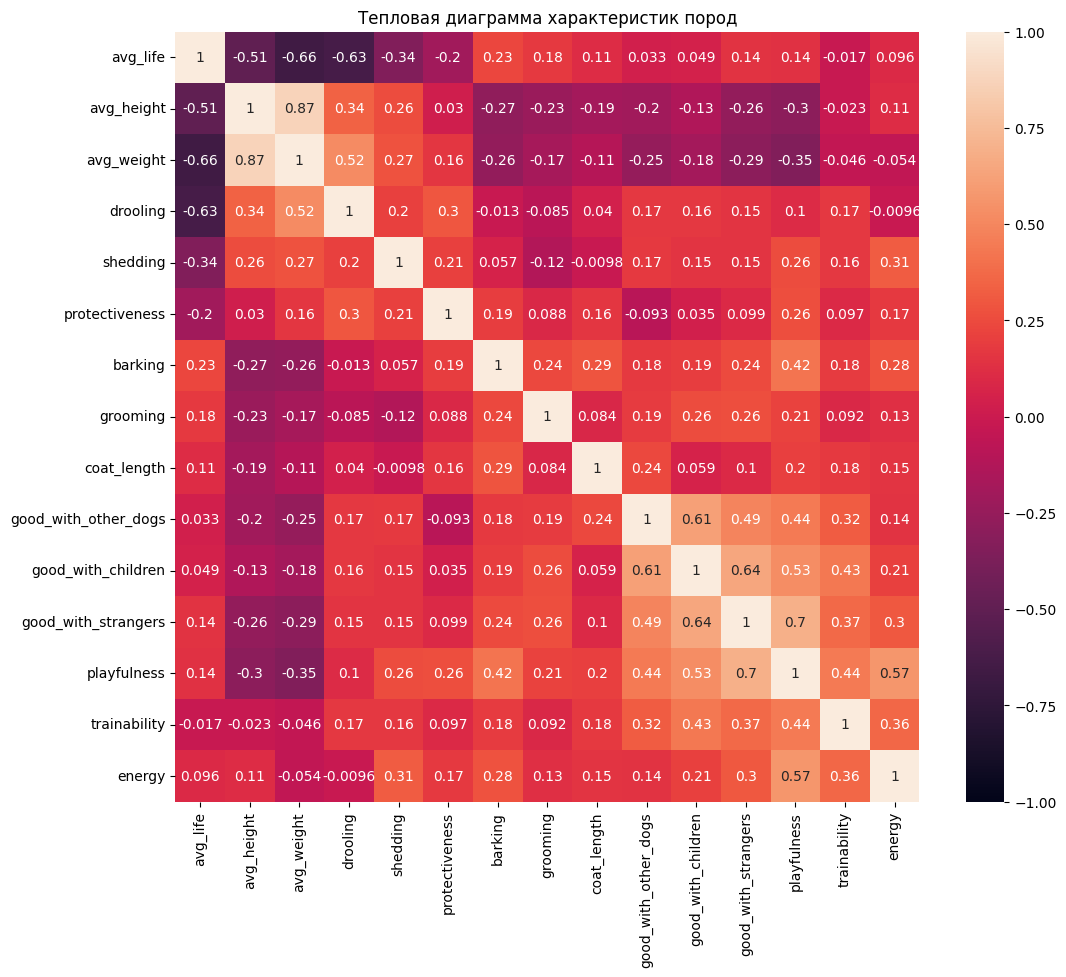 Тепловая диаграмма характеристик пород
avg_life 1 -0.51 -0.66 -0.63 -0.34 -0.2 0.23 0.18 0.11 0.033 0.049 0.14 0.14 -0.017 0.096
avg_height -0.51 1 0.87 0.34 0.26 0.03 -0.27 -0.23 -0.19 -0.2 -0.13 -0.26 -0.3 -0.023 0.11
avg_weight -0.66 0.87 1 0.52 0.27 0.16 -0.26 -0.17 -0.11 -0.25 -0.18 -0.29 -0.35 -0.046 -0.054
drooling -0.63 0.34 0.52 1 0.2 0.3 -0.013 -0.085 0.04 0.17 0.16 0.15 0.1 0.17 -0.0096
shedding -0.34 0.26 0.27 0.2 1 0.21 0.057 -0.12 -0.0098 0.17 0.15 0.15 0.26 0.16 0.31
protectiveness -0.2 0.03 0.16 0.3 0.21 1 0.19 0.088 0.16 -0.093 0.035 0.099 0.26 0.097 0.17
barking 0.23 -0.27 -0.26 -0.013 0.057 0.19 1 0.24 0.29 0.18 0.19 0.24 0.42 0.18 0.28
grooming 0.18 -0.23 -0.17 -0.085 -0.12 0.088 0.24 1 0.084 0.19 0.26 0.26 0.21 0.092 0.13
coat_length 0.11 -0.19 -0.11 0.04 -0.0098 0.16 0.29 0.084 1 0.24 0.059 0.1 0.2 0.18 0.15
good_with_other_dogs 0.033 -0.2 -0.25 0.17 0.17 -0.093 0.18 0.19 0.24 1 0.61 0.49 0.44 0.32 0.14
good_with_children 0.049 -0.13 -0.18 0.16 0.15 0.035 0.19 0.26 0.059 0.61 1 0.64 0.53 0.43 0.21
good_with_strangers 0.14 -0.26 -0.29 0.15 0.15 0.099 0.24 0.26 0.1 0.49 0.64 1 0.7 0.37 0.3
playfulness 0.14 -0.3 -0.35 0.1 0.26 0.26 0.42 0.21 0.2 0.44 0.53 0.7 1 0.44 0.57
trainability -0.017 -0.023 -0.046 0.17 0.16 0.097 0.18 0.092 0.18 0.32 0.43 0.37 0.44 1 0.36
energy 0.096 0.11 -0.054 -0.0096 0.31 0.17 0.28 0.13 0.15 0.14 0.21 0.3 0.57 0.36 1
avg_life
avg_height
avg_weight
drooling
shedding
protectiveness
barking
grooming
coat_length
good_with_other_dogs
good_with_children
good_with_strangers
playfulness
trainability
energy
1.00
0.75
0.50
0.25
0.00
−0.25
−0.50
−0.75
−1.00